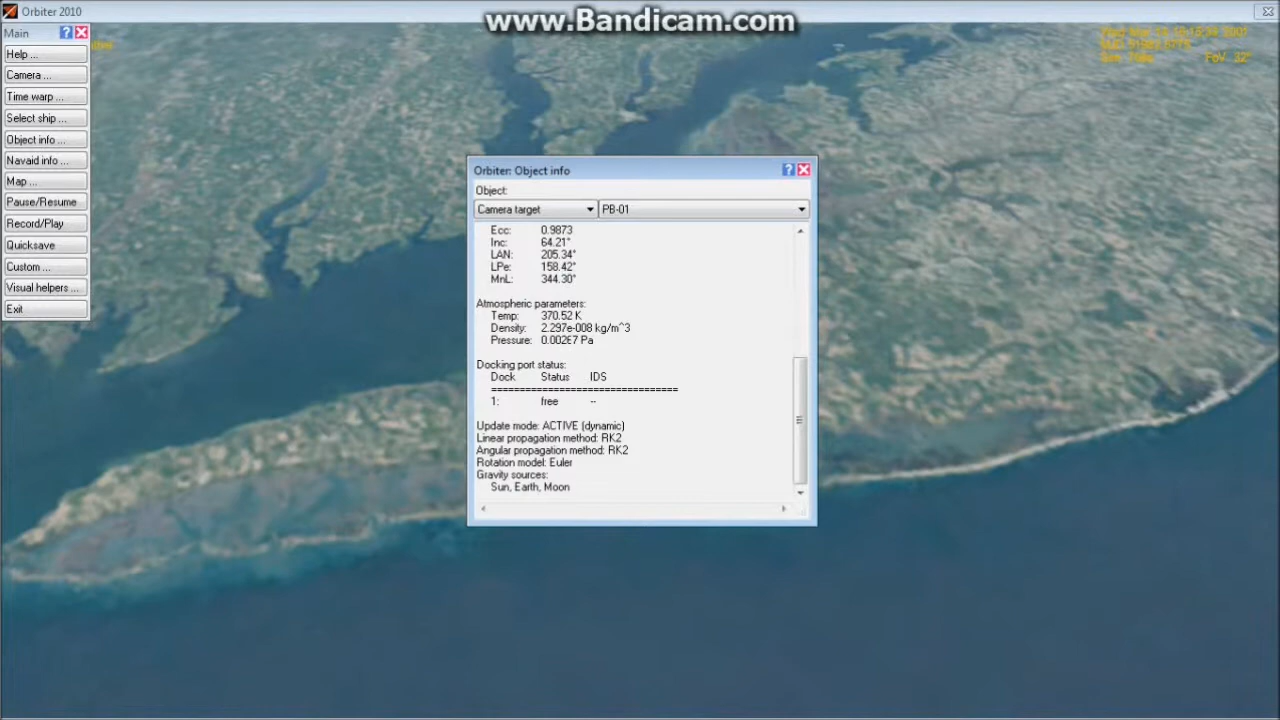 www.Bandicam.com
Orbiter 2010
Main
Help ...
Camera ...
Time warp ...
Select ship ...
Object info ...
Navaid info ...
Map ...
Pause/Resume
Record/Play
Quicksave
Custom ...
Visual helpers ...
Exit
FoV 32°
Orbiter: Object info
Object:
Camera target PB-01
Ecc: 0.9873
Inc: 64.21°
LAN: 205.34°
LPe: 158.42°
MnL: 344.30°
Atmospheric parameters:
Temp: 370.52 K
Density: 2.297e-008 kg/m^3
Pressure: 0.00267 Pa
Docking port status:
Dock Status IDS
==================================
1: free --
Update mode: ACTIVE (dynamic)
Linear propagation method: RK2
Angular propagation method: RK2
Rotation model: Euler
Gravity sources:
Sun, Earth, Moon